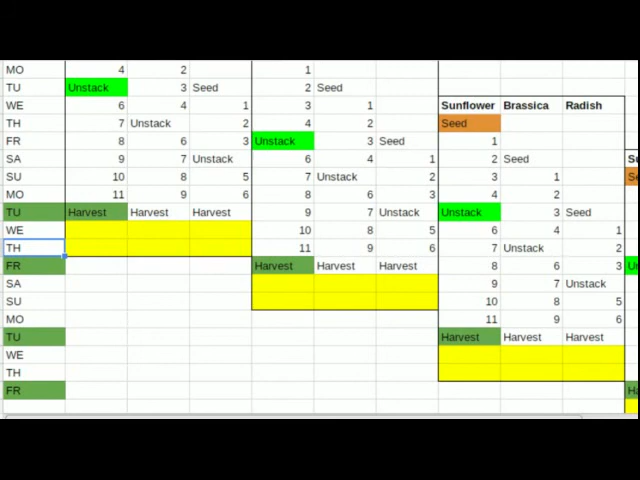 MO 4 2 1
TU Unstack 3 Seed 2 Seed
WE 6 4 1 3 1 Sunflower Brassica Radish
TH 7 Unstack 2 4 2 Seed
FR 8 6 3 Unstack 3 Seed 1
SA 9 7 Unstack 6 4 1 2 Seed Su
SU 10 8 5 7 Unstack 2 3 1 Se
MO 11 9 6 8 6 3 4 2
TU Harvest Harvest Harvest 9 7 Unstack Unstack 3 Seed
WE 10 8 5 6 4 1
TH 11 9 6 7 Unstack 2
FR Harvest Harvest Harvest 8 6 3 Un
SA 9 7 Unstack
SU 10 8 5
MO 11 9 6
TU Harvest Harvest Harvest
WE
TH
FR Ha